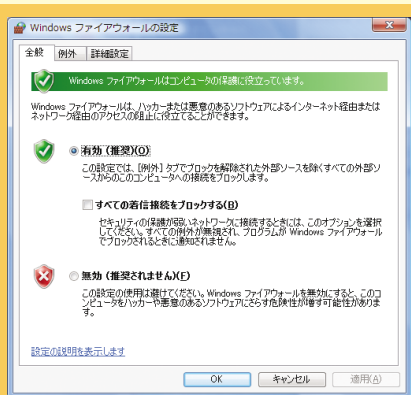 Windows ファイアウォールの設定
全般 例外 詳細設定
Windows ファイアウォールはコンピュータの保護に役立っています。
Windows ファイアウォールは、ハッカーまたは悪意のあるソフトウェアによるインターネット経由または
ネットワーク経由のアクセスの阻止に役立てることができます。
有効 (推奨)(O)
この設定では、[例外] タブでブロックを解除された外部ソースを除くすべての外部ソ
ースからのこのコンピュータへの接続をブロックします。
すべての着信接続をブロックする(B)
セキュリティの保護が弱いネットワークに接続するときには、このオプションを選択
してください。すべての例外が無視され、プログラムが Windows ファイアウォール
でブロックされるときに通知されません。
無効 (推奨されません)(F)
この設定の使用は避けてください。Windows ファイアウォールを無効にすると、このコ
ンピュータをハッカーや悪意のあるソフトウェアにさらす危険性が増す可能性がありま
す。
設定の説明を表示します
OK キャンセル 適用(A)